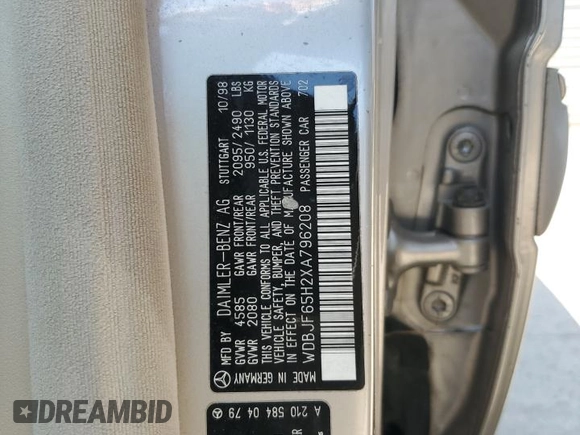 MFD BY DAIMLER-BENZ AG STUTTGART 10/98
GVWR 4585 GAWR FRONT/REAR 2095/2490 LBS
GVWR 2080 GAWR FRONT/REAR 950/1130 KG
THIS VEHICLE CONFORMS TO ALL APPLICABLE U.S. FEDERAL MOTOR
VEHICLE SAFETY, BUMPER, AND THEFT PREVENTION STANDARDS
IN EFFECT ON THE DATE OF MANUFACTURE SHOWN ABOVE
WDBJF65H2XA796208 PASSENGER CAR 702
MADE IN GERMANY
A 210 584 04 79
DREAMBID